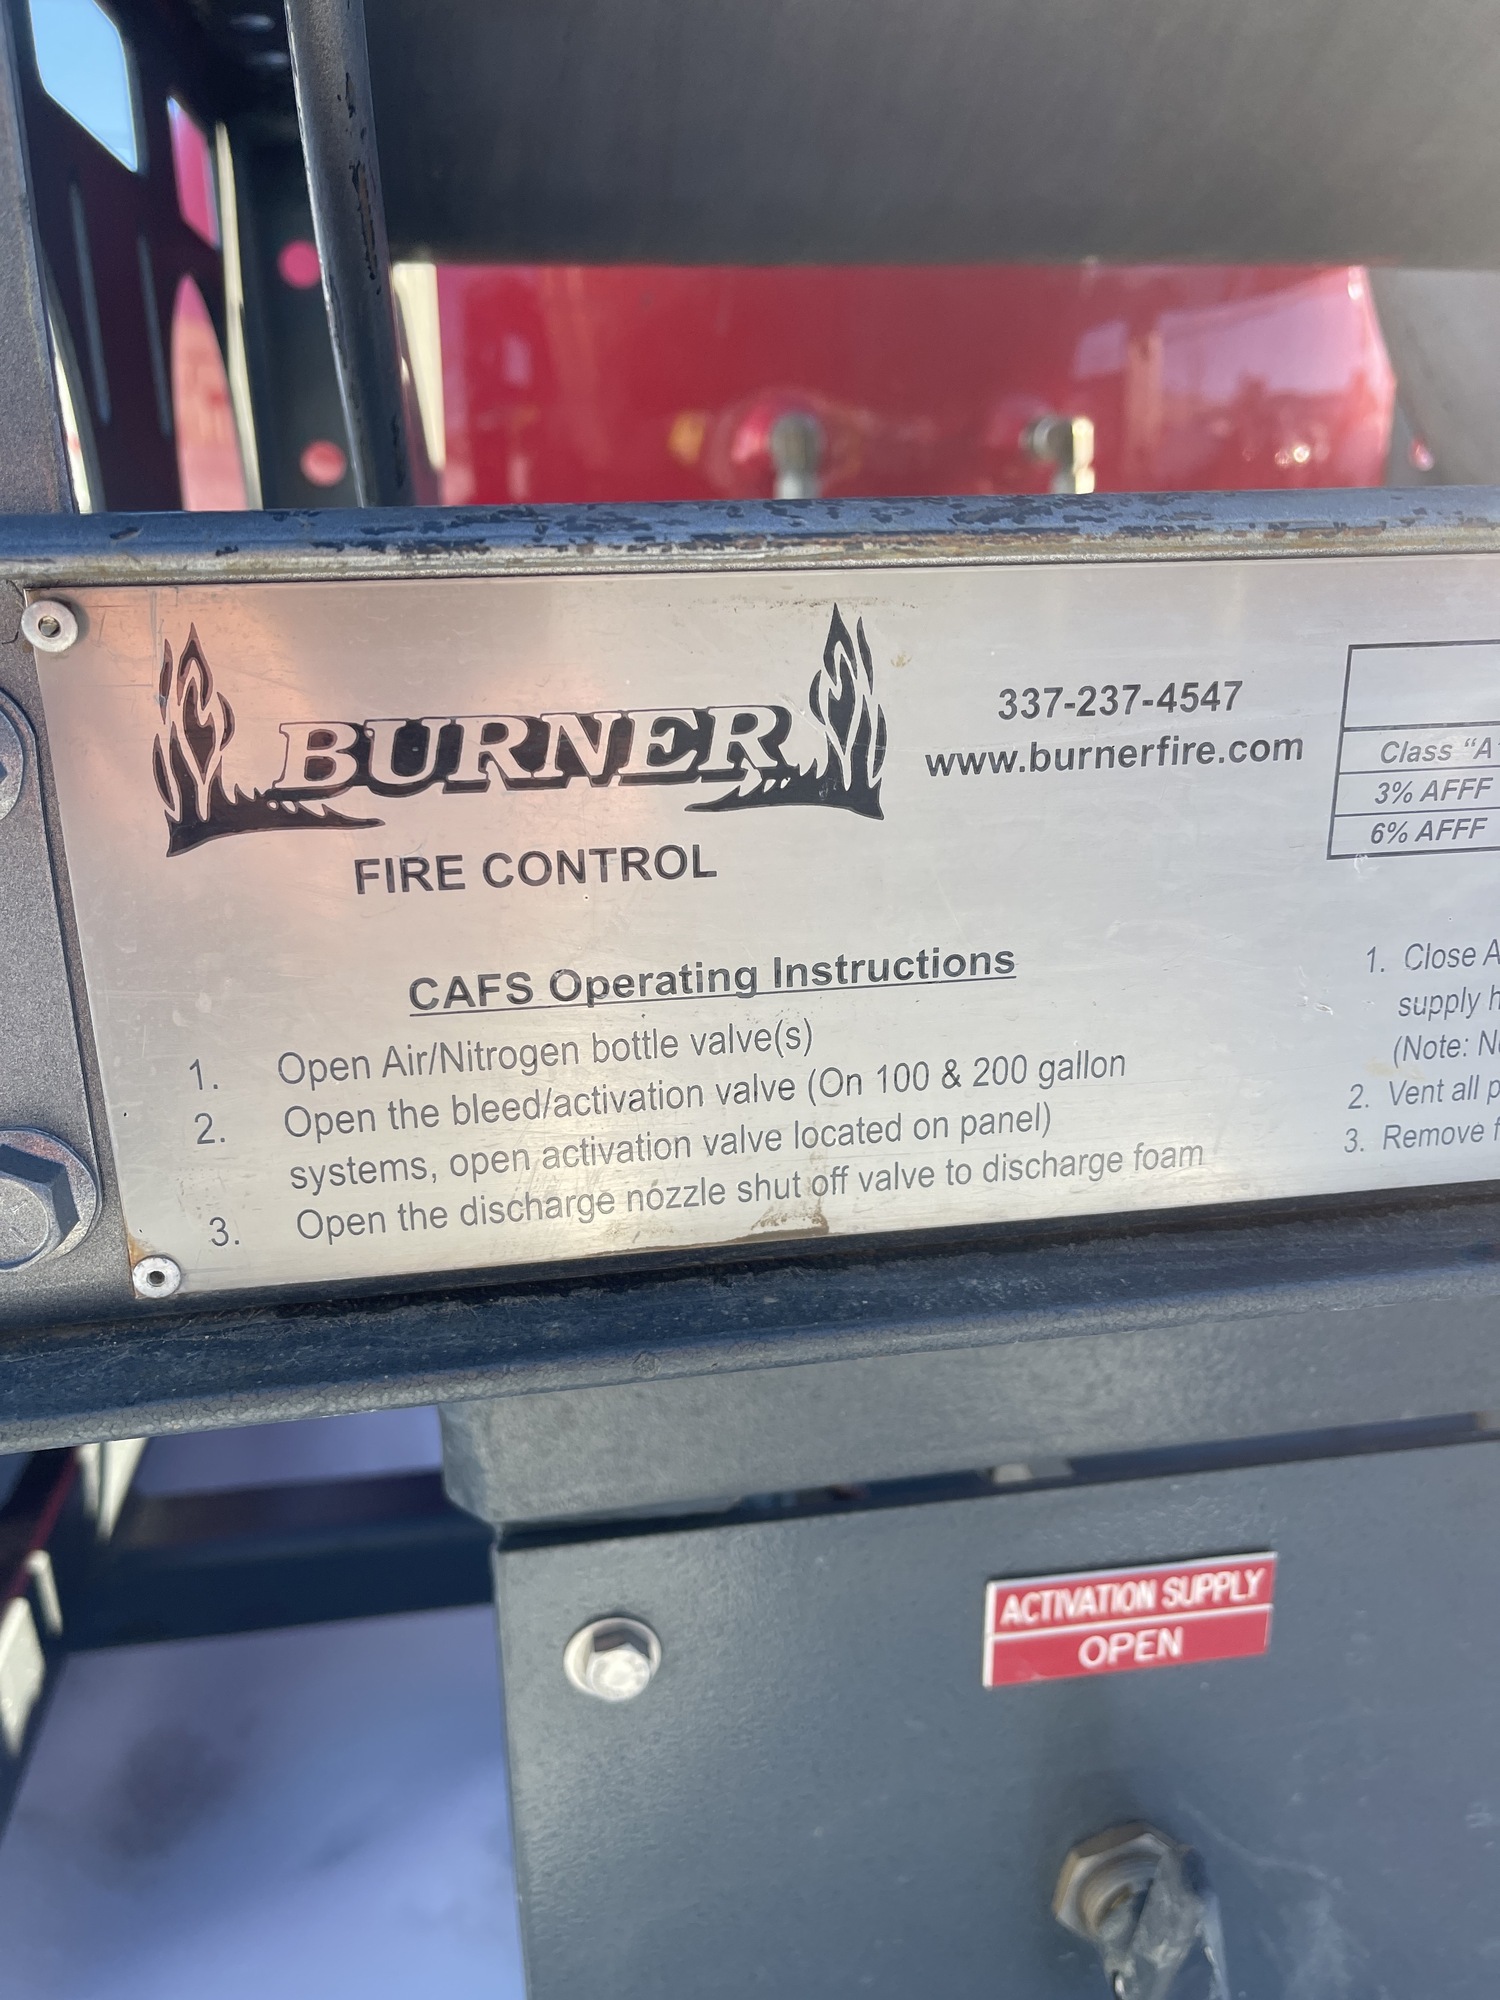 BURNER
FIRE CONTROL
337-237-4547
www.burnerfire.com
Class "A
3% AFFF
6% AFFF
CAFS Operating Instructions
1. Open Air/Nitrogen bottle valve(s)
2. Open the bleed/activation valve (On 100 & 200 gallon
systems, open activation valve located on panel)
3. Open the discharge nozzle shut off valve to discharge foam
1. Close A
supply h
(Note: N
2. Vent all p
3. Remove f
ACTIVATION SUPPLY
OPEN